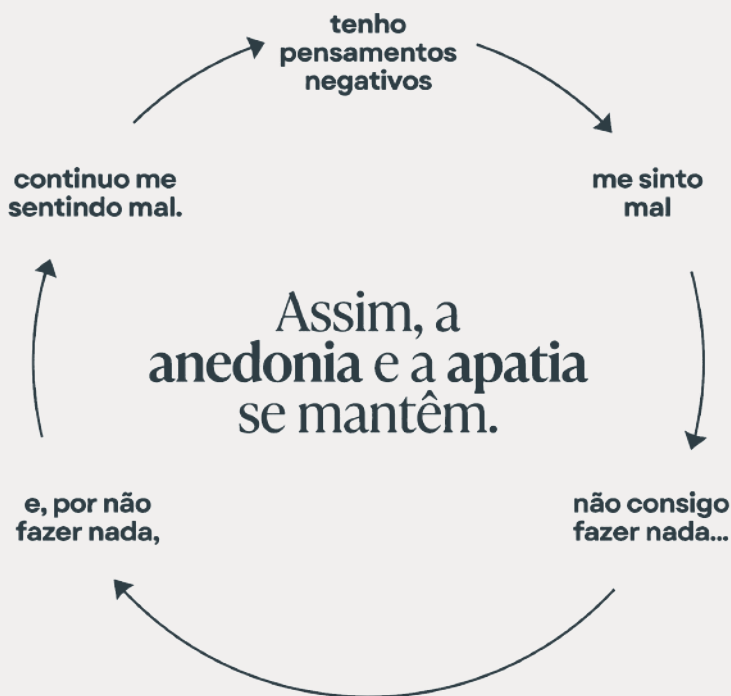 tenho
pensamentos
negativos
me sinto
mal
não consigo
fazer nada...
e, por não
fazer nada,
continuo me
sentindo mal.
Assim, a
anedonia e a apatia
se mantêm.